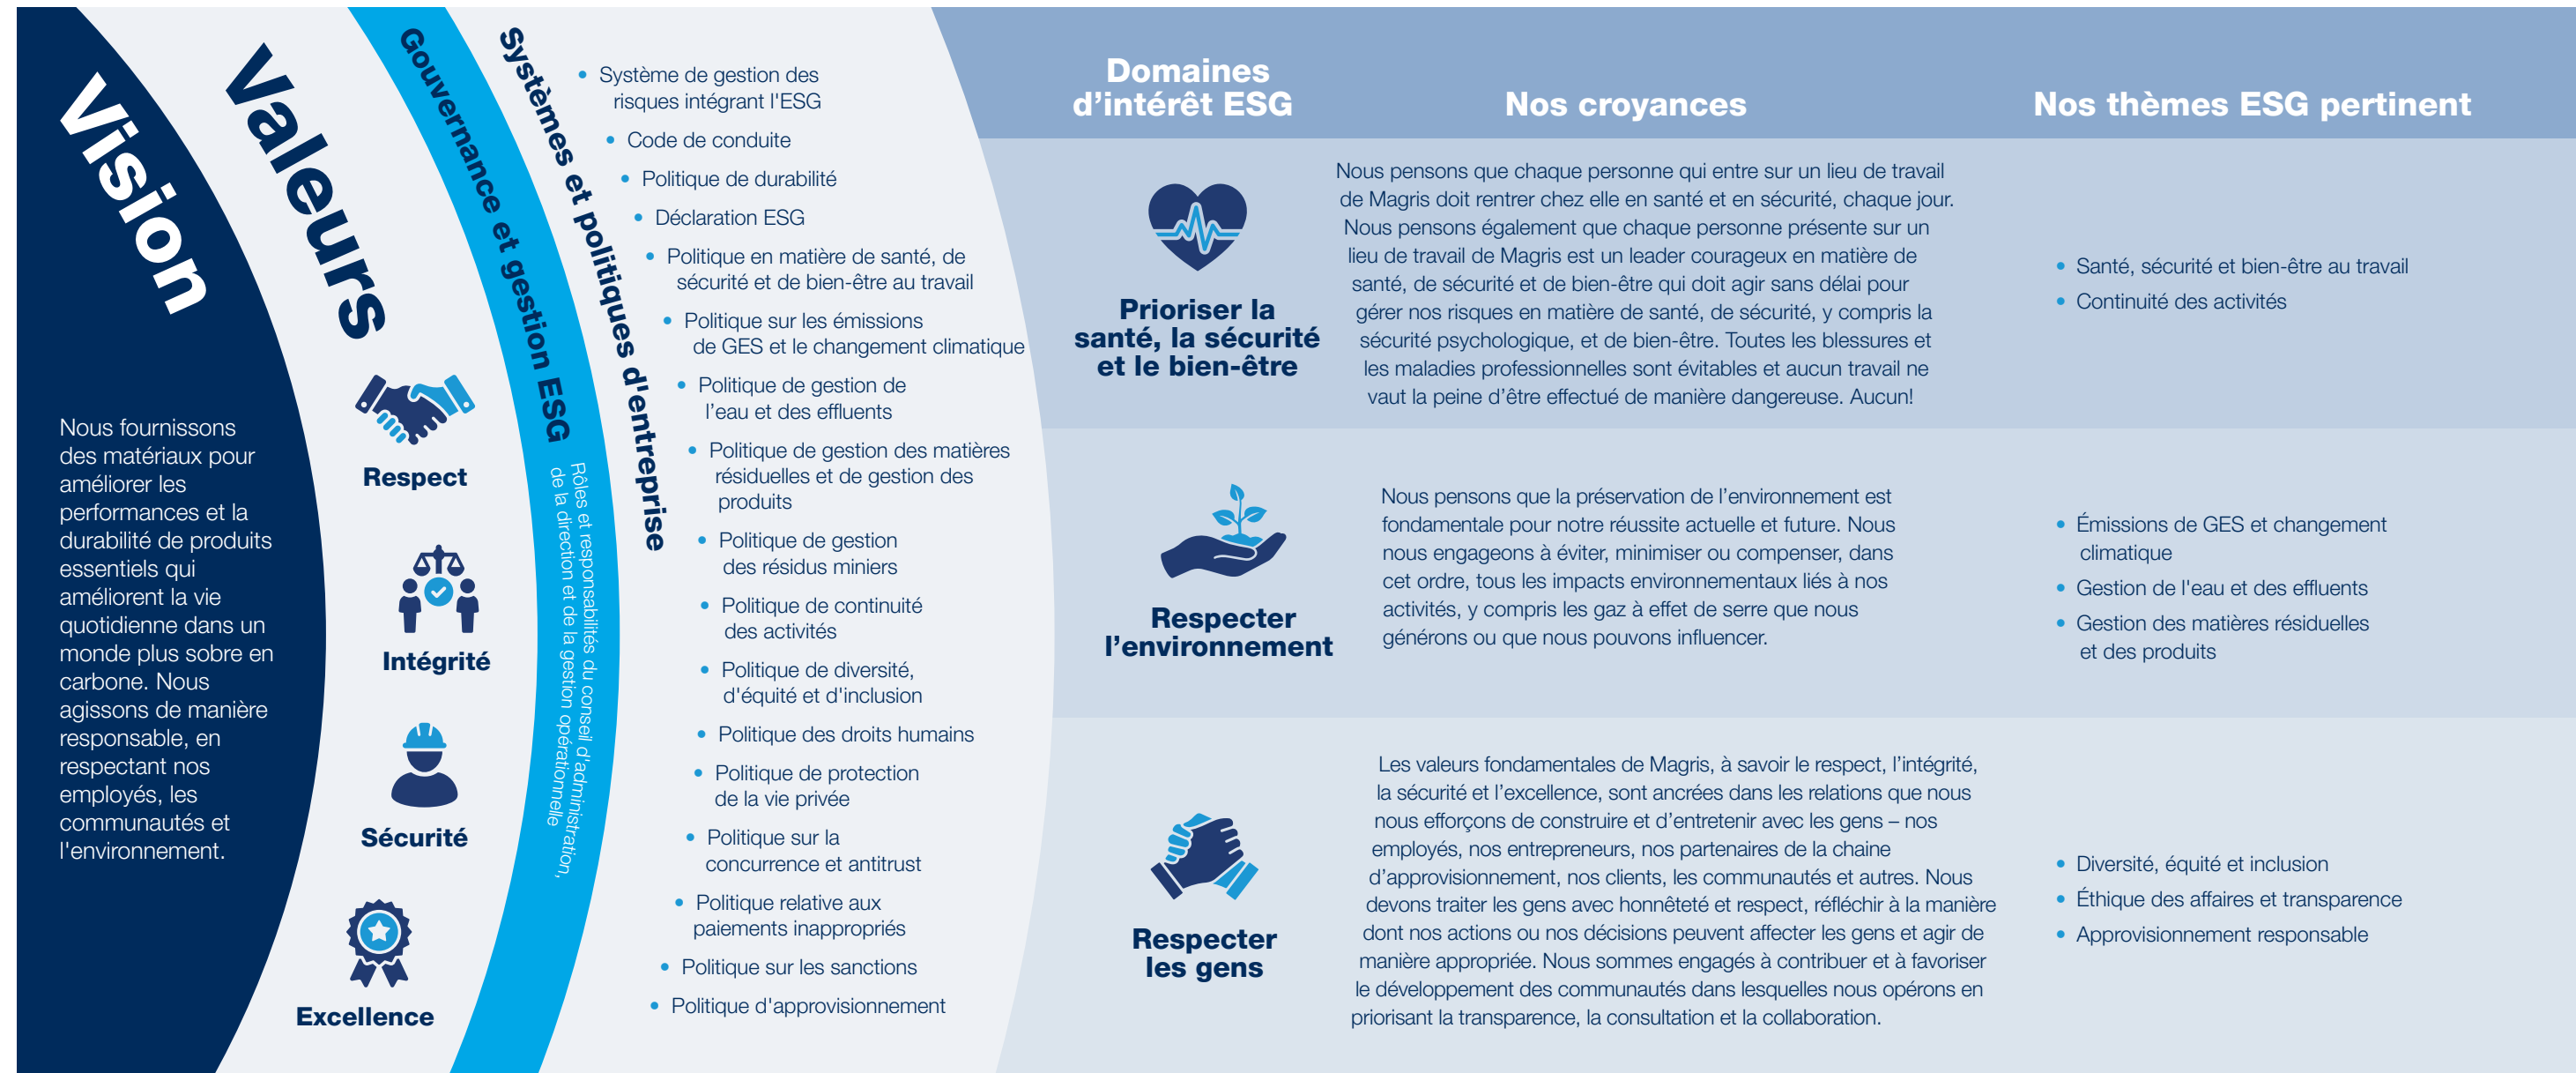 Vision
Nous fournissons
des matériaux pour
améliorer les
performances et la
durabilité de produits
essentiels qui
améliorent la vie
quotidienne dans un
monde plus sobre en
carbone. Nous
agissons de manière
responsable, en
respectant nos
employés, les
communautés et
l'environnement.
Valeurs
Respect
Intégrité
Sécurité
Excellence
Gouvernance et gestion ESG
Rôles et responsabilités du conseil d'administration,
de la direction et de la gestion opérationnelle
Systèmes et politiques d'entreprise
• Système de gestion des
risques intégrant l'ESG
• Code de conduite
• Politique de durabilité
• Déclaration ESG
• Politique en matière de santé, de
sécurité et de bien-être au travail
• Politique sur les émissions
de GES et le changement climatique
• Politique de gestion de
l’eau et des effluents
• Politique de gestion des matières
résiduelles et de gestion des
produits
• Politique de gestion
des résidus miniers
• Politique de continuité
des activités
• Politique de diversité,
d'équité et d'inclusion
• Politique des droits humains
• Politique de protection
de la vie privée
• Politique sur la
concurrence et antitrust
• Politique relative aux
paiements inappropriés
• Politique sur les sanctions
• Politique d'approvisionnement
Domaines
d’intérêt ESG
Nos croyances
Nos thèmes ESG pertinent
Prioriser la
santé, la sécurité
et le bien-être
Nous pensons que chaque personne qui entre sur un lieu de travail
de Magris doit rentrer chez elle en santé et en sécurité, chaque jour.
Nous pensons également que chaque personne présente sur un
lieu de travail de Magris est un leader courageux en matière de
santé, de sécurité et de bien-être qui doit agir sans délai pour
gérer nos risques en matière de santé, de sécurité, y compris la
sécurité psychologique, et de bien-être. Toutes les blessures et
les maladies professionnelles sont évitables et aucun travail ne
vaut la peine d’être effectué de manière dangereuse. Aucun!
• Santé, sécurité et bien-être au travail
• Continuité des activités
Respecter
l’environnement
Nous pensons que la préservation de l’environnement est
fondamentale pour notre réussite actuelle et future. Nous
nous engageons à éviter, minimiser ou compenser, dans
cet ordre, tous les impacts environnementaux liés à nos
activités, y compris les gaz à effet de serre que nous
générons ou que nous pouvons influencer.
• Émissions de GES et changement
climatique
• Gestion de l'eau et des effluents
• Gestion des matières résiduelles
et des produits
Respecter
les gens
Les valeurs fondamentales de Magris, à savoir le respect, l’intégrité,
la sécurité et l’excellence, sont ancrées dans les relations que nous
nous efforçons de construire et d’entretenir avec les gens – nos
employés, nos entrepreneurs, nos partenaires de la chaine
d’approvisionnement, nos clients, les communautés et autres. Nous
devons traiter les gens avec honnêteté et respect, réfléchir à la manière
dont nos actions ou nos décisions peuvent affecter les gens et agir de
manière appropriée. Nous sommes engagés à contribuer et à favoriser
le développement des communautés dans lesquelles nous opérons en
priorisant la transparence, la consultation et la collaboration.
• Diversité, équité et inclusion
• Éthique des affaires et transparence
• Approvisionnement responsable